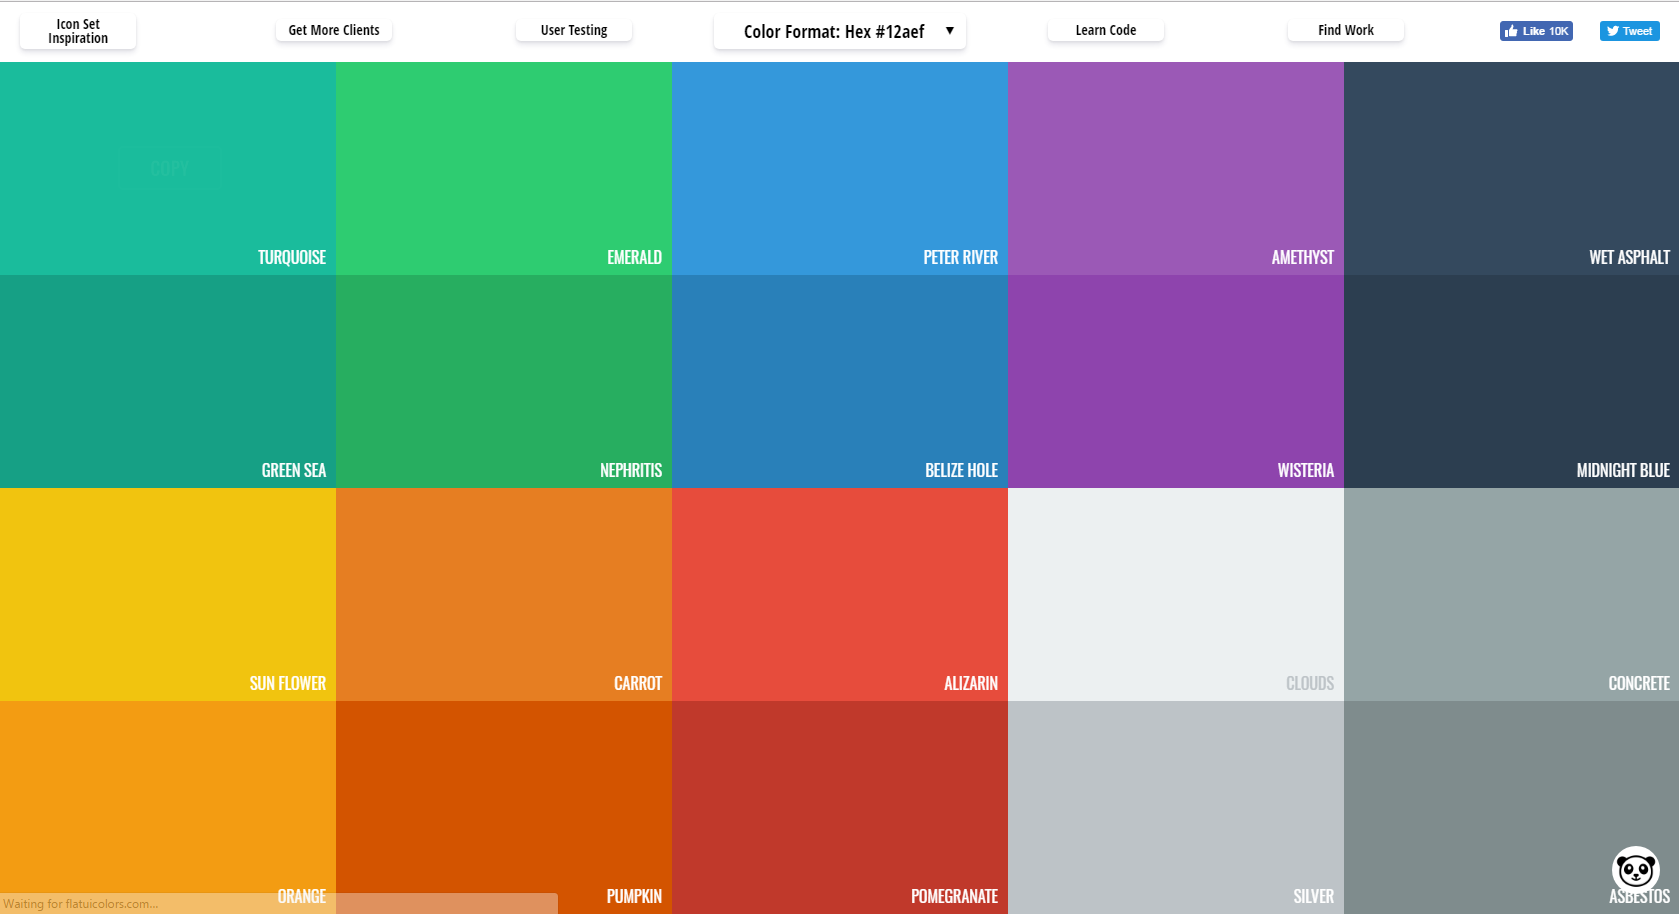 Icon Set
Inspiration
Get More Clients
User Testing
Color Format: Hex #12aef
Learn Code
Find Work
Like 10K
Tweet
COPY
TURQUOISE
EMERALD
PETER RIVER
AMETHYST
WET ASPHALT
GREEN SEA
NEPHRITIS
BELIZE HOLE
WISTERIA
MIDNIGHT BLUE
SUN FLOWER
CARROT
ALIZARIN
CLOUDS
CONCRETE
ORANGE
PUMPKIN
POMEGRANATE
SILVER
ASBESTOS
Waiting for flatuicolors.com...